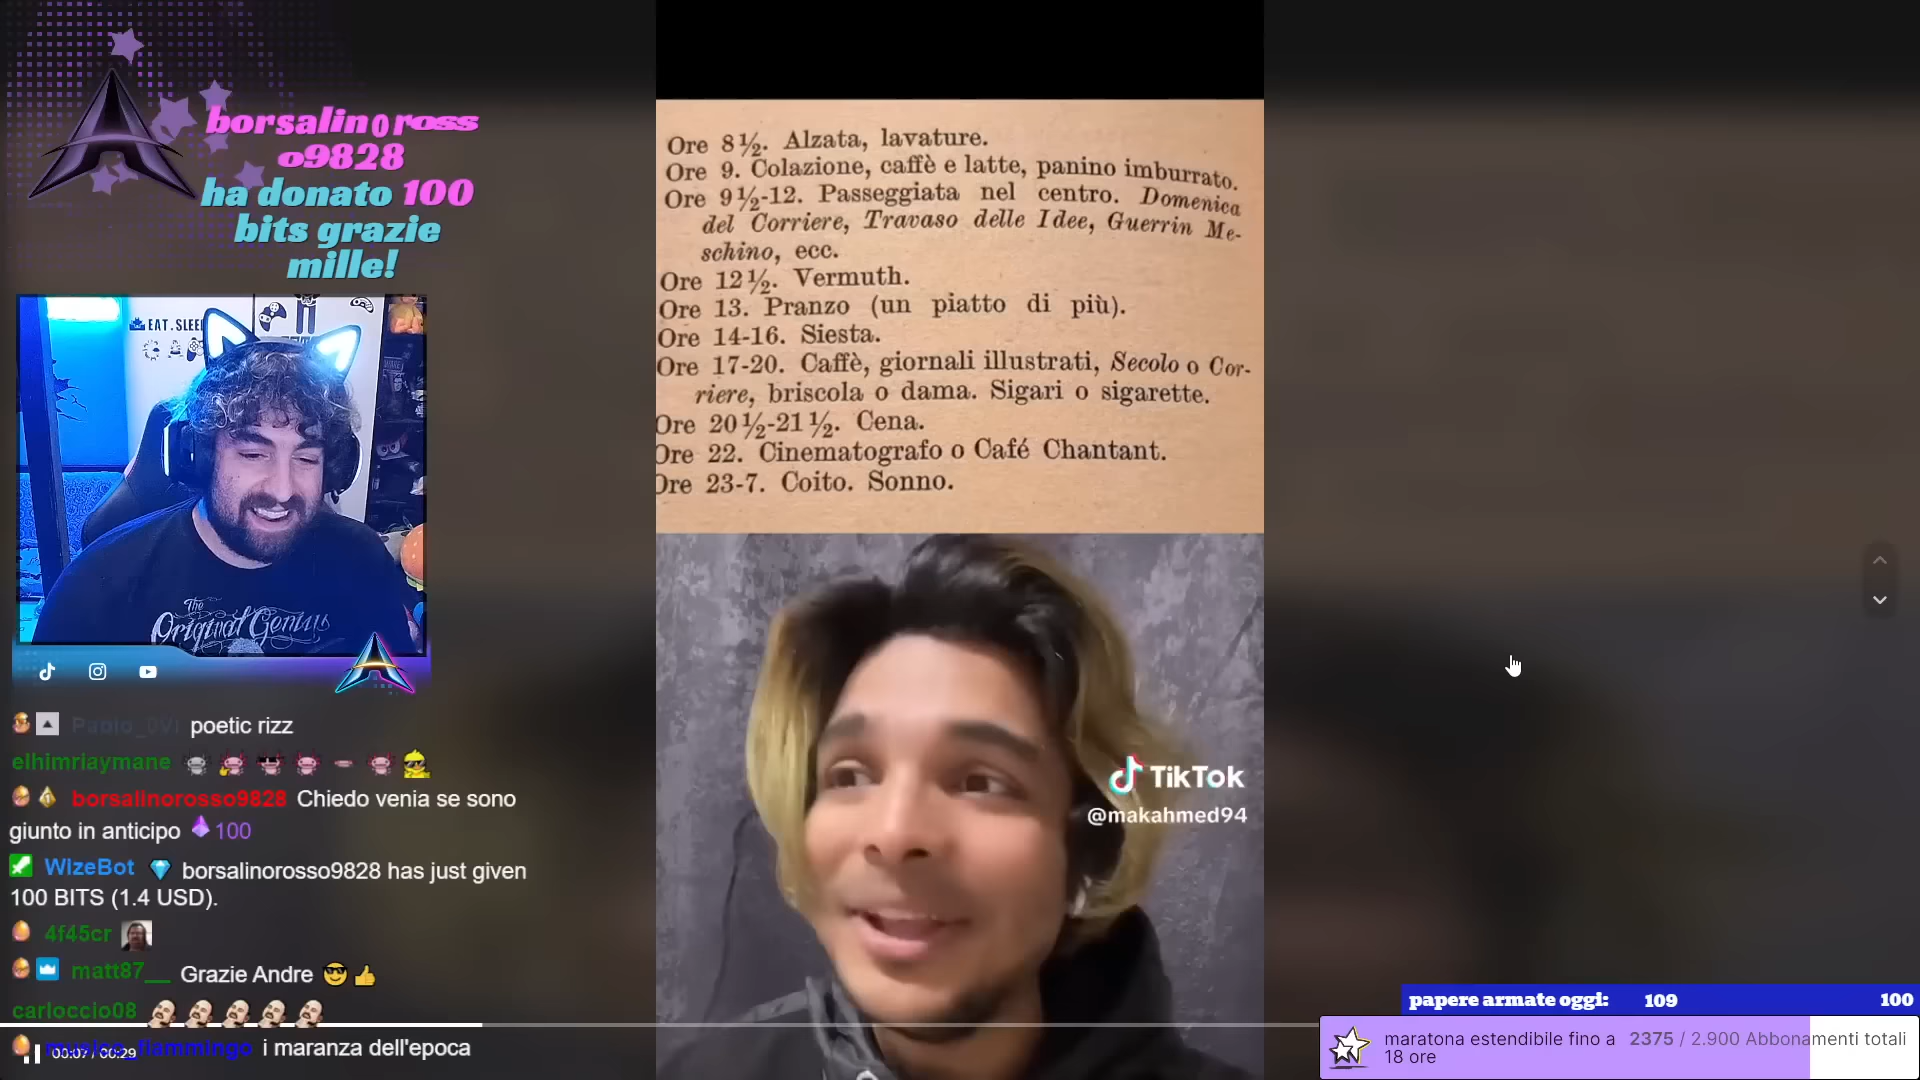 borsalinoross
o9828
ha donato 100
bits grazie
mille!
EAT.SLEE
The
Original Genius
poetic rizz
elhimriaymane
borsalinorosso9828 Chiedo venia se sono
giunto in anticipo 100
WizeBot borsalinorosso9828 has just given
100 BITS (1.4 USD).
4f45cr
matt87__ Grazie Andre
carloccio08
i maranza dell'epoca
00:07 / 00:29
Ore 8½. Alzata, lavature.
Ore 9. Colazione, caffè e latte, panino imburrato.
Ore 9½-12. Passeggiata nel centro. Domenica
del Corriere, Travaso delle Idee, Guerrin Me-
schino, ecc.
Ore 12½. Vermuth.
Ore 13. Pranzo (un piatto di più).
Ore 14-16. Siesta.
Ore 17-20. Caffè, giornali illustrati, Secolo o Cor-
riere, briscola o dama. Sigari o sigarette.
Ore 20½-21½. Cena.
Ore 22. Cinematografo o Café Chantant.
Ore 23-7. Coito. Sonno.
TikTok
@makahmed94
papere armate oggi: 109 100
maratona estendibile fino a 2375 / 2.900 Abbonamenti totali
18 ore